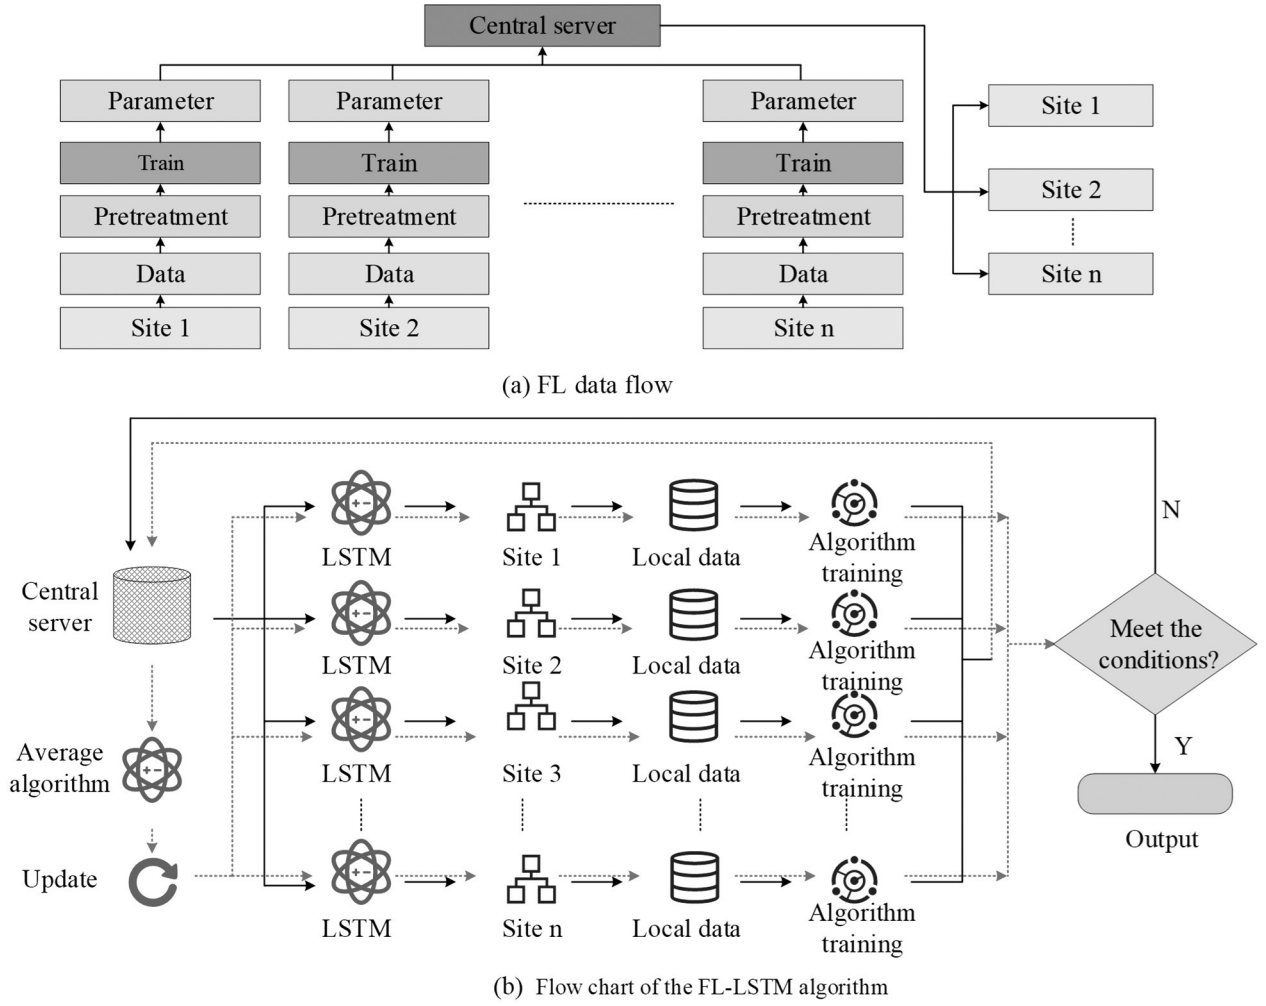 Central server
Parameter
Parameter
Parameter
Site 1
Train
Train
Train
Site 2
Pretreatment
Pretreatment
Pretreatment
Data
Data
Data
Site n
Site 1
Site 2
Site n
(a) FL data flow
N
LSTM
Site 1
Local data
Algorithm
training
Central
server
LSTM
Site 2
Local data
Algorithm
training
Meet the
conditions?
Average
algorithm
LSTM
Site 3
Local data
Algorithm
training
Y
Output
Update
LSTM
Site n
Local data
Algorithm
training
(b) Flow chart of the FL-LSTM algorithm